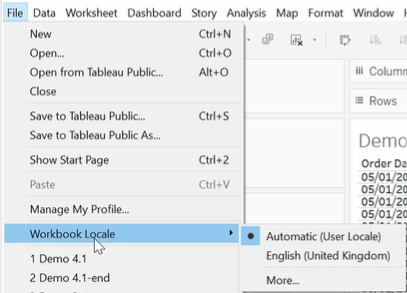 File Data Worksheet Dashboard Story Analysis Map Format Window
New Ctrl+N
Open... Ctrl+O
Open from Tableau Public... Alt+O
Close
Save to Tableau Public... Ctrl+S
Save to Tableau Public As...
Show Start Page Ctrl+2
Paste Ctrl+V
Manage My Profile...
Workbook Locale
1 Demo 4.1
2 Demo 4.1-end
Automatic (User Locale)
English (United Kingdom)
More...
Colum
Rows
Demo
Order Da
05/01/20
05/01/20
05/01/20
05/01/20
05/01/20